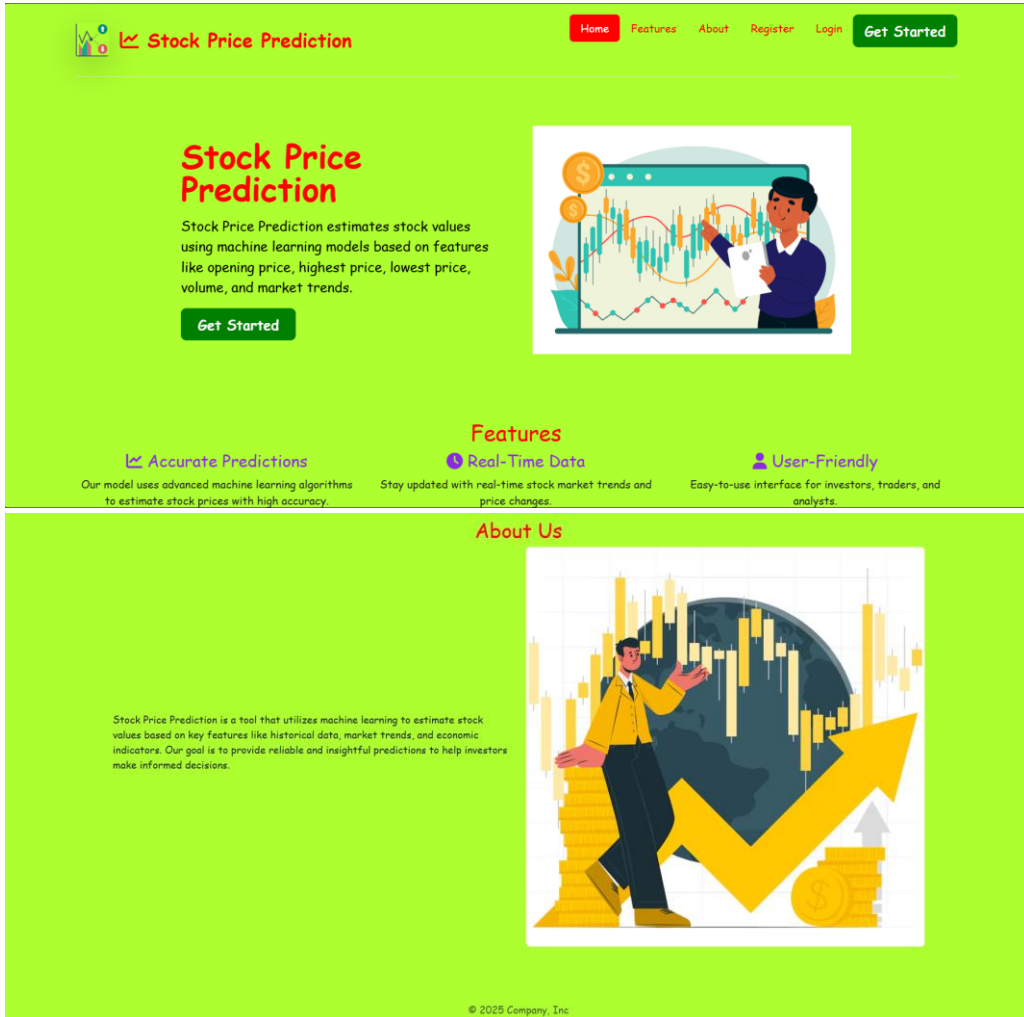 Stock Price Prediction
Home
Features
About
Register
Login
Get Started
Stock Price
Prediction
Stock Price Prediction estimates stock values
using machine learning models based on features
like opening price, highest price, lowest price,
volume, and market trends.
Get Started
Features
Accurate Predictions
Our model uses advanced machine learning algorithms
to estimate stock prices with high accuracy.
Real-Time Data
Stay updated with real-time stock market trends and
price changes.
User-Friendly
Easy-to-use interface for investors, traders, and
analysts.
About Us
Stock Price Prediction is a tool that utilizes machine learning to estimate stock
values based on key features like historical data, market trends, and economic
indicators. Our goal is to provide reliable and insightful predictions to help investors
make informed decisions.
© 2025 Company, Inc